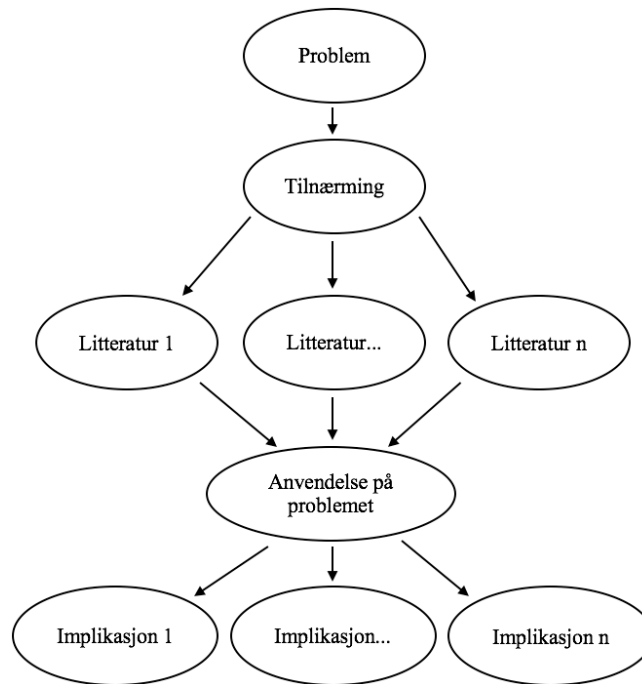 Problem
Tilnærming
Litteratur 1
Litteratur...
Litteratur n
Anvendelse på
problemet
Implikasjon 1
Implikasjon...
Implikasjon n